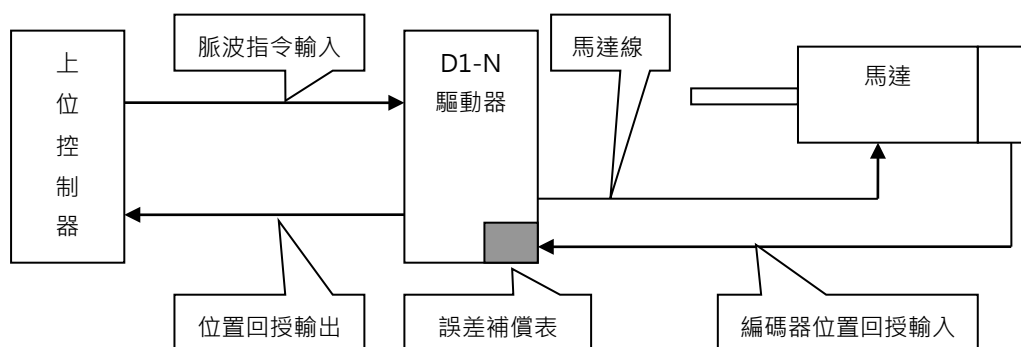 脈波指令輸入
馬達線
上位控制器
D1-N
驅動器
馬達
位置回授輸出
誤差補償表
編碼器位置回授輸入